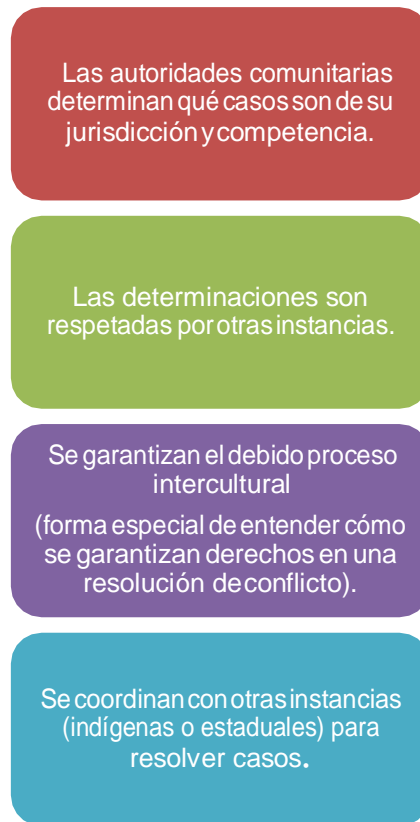 Las autoridades comunitarias
determinan qué casos son de su
jurisdicción y competencia.
Las determinaciones son
respetadas por otras instancias.
Se garantizan el debido proceso
intercultural
(forma especial de entender cómo
se garantizan derechos en una
resolución de conflicto).
Se coordinan con otras instancias
(indígenas o estaduales) para
resolver casos.